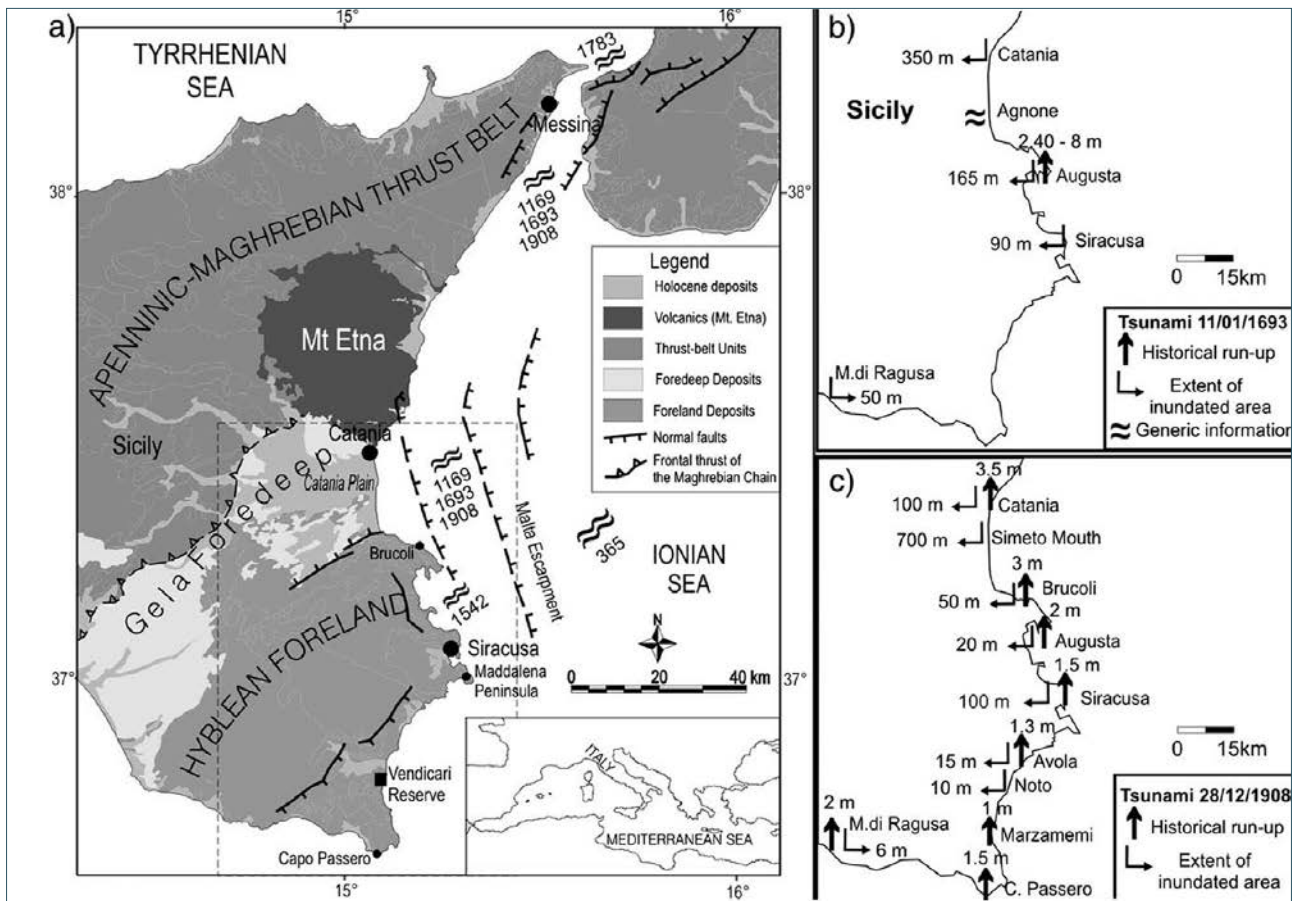 a)
15°
16°
TYRRHENIAN
SEA
1783
Messina
38°
38°
APENNINIC-MAGHREBIAN THRUST BELT
1169
1693
1908
Legend
Holocene deposits
Volcanics (Mt. Etna)
Thrust-belt Units
Foredeep Deposits
Foreland Deposits
Normal faults
Frontal thrust of
the Maghrebian Chain
Mt Etna
Sicily
Catania
Catania Plain
Gela Foredeep
1169
1693
1908
Malta Escarpment
365
IONIAN
SEA
Brucoli
1542
HYBLEAN FORELAND
Siracusa
Maddalena
Peninsula
N
0 20 40 km
37°
37°
Vendicari
Reserve
Capo Passero
ITALY
MEDITERRANEAN SEA
15°
16°
b)
350 m
Catania
Sicily
Agnone
2,40 - 8 m
165 m
Augusta
90 m
Siracusa
0 15km
M.di Ragusa
50 m
Tsunami 11/01/1693
Historical run-up
Extent of
inundated area
Generic information
c)
3.5 m
100 m
Catania
700 m
Simeto Mouth
3 m
Brucoli
50 m
2 m
20 m
Augusta
1.5 m
100 m
Siracusa
1.3 m
15 m
Avola
10 m
Noto
0 15km
2 m
M.di Ragusa
6 m
1 m
Marzamemi
1.5 m
C. Passero
Tsunami 28/12/1908
Historical run-up
Extent of
inundated area